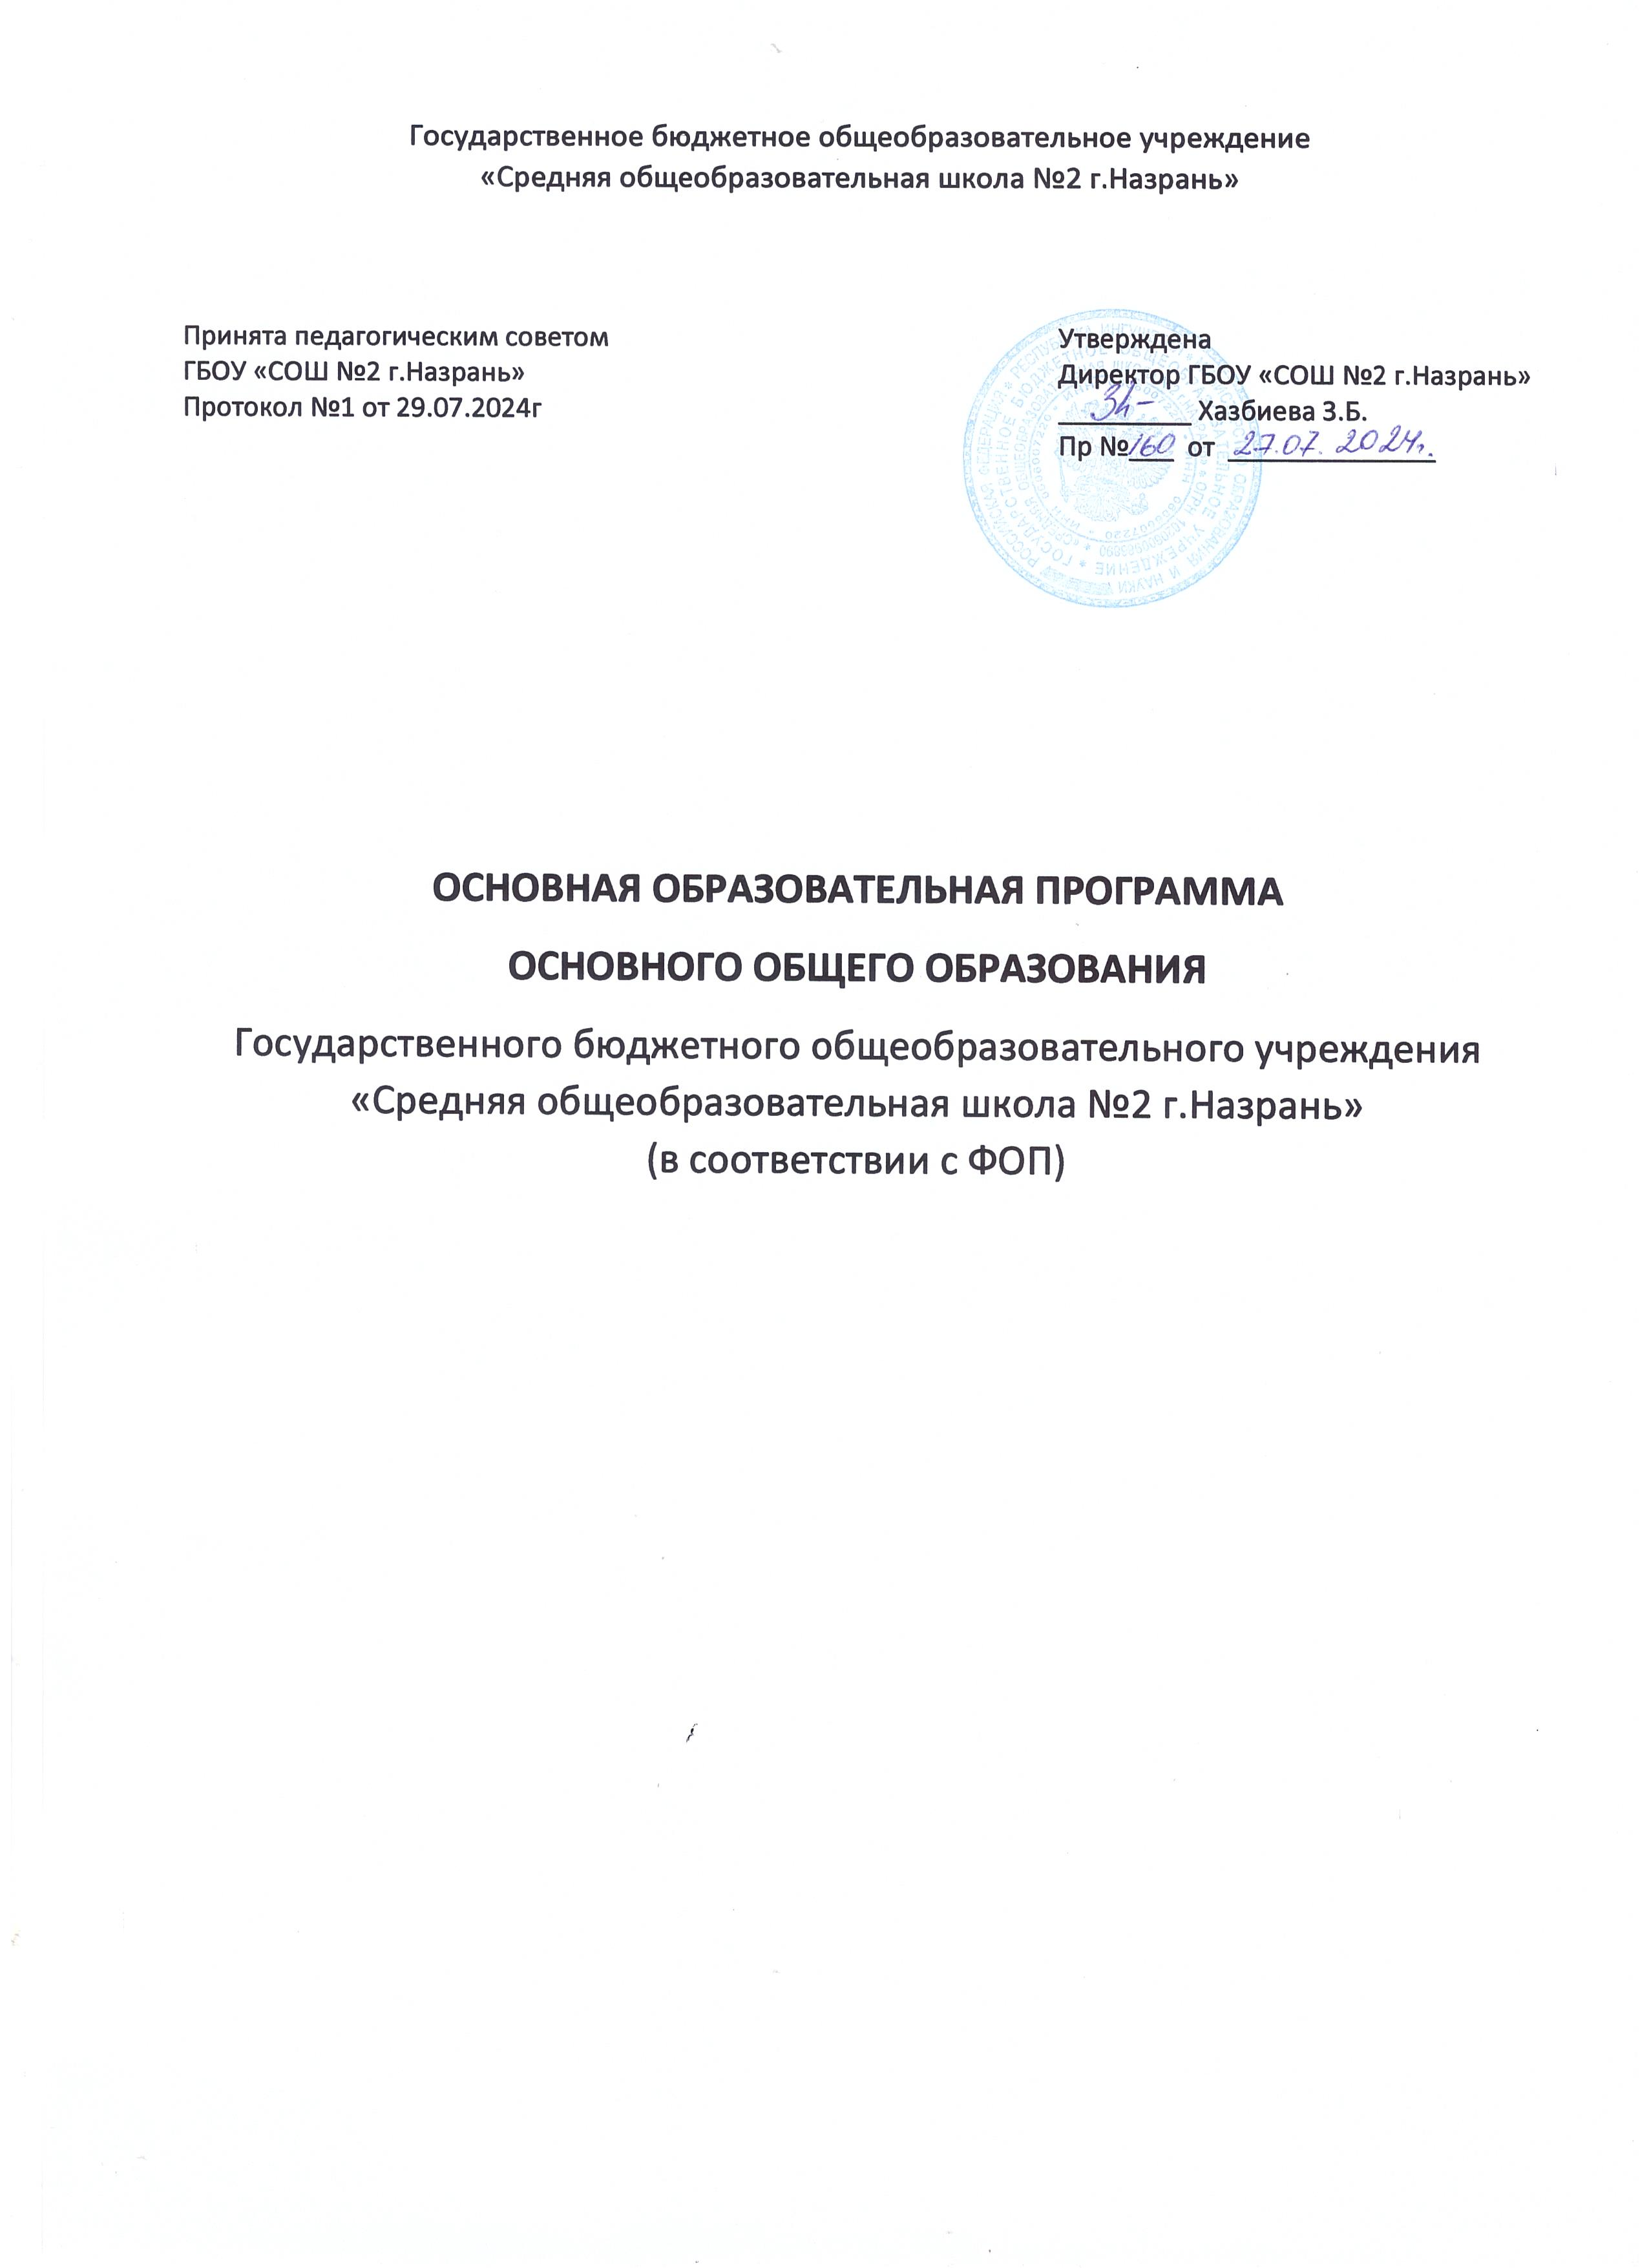 Государственное бюджетное общеобразовательное учреждение
«Средняя общеобразовательная школа №2 г.Назрань»
Принята педагогическим советом
ГБОУ «СОШ №2 г.Назрань»
Протокол №1 от 29.07.2024г
Утверждена
Директор ГБОУ «СОШ №2 г.Назрань»
Хазбиева З.Б.
Пр №160 от 27.07.2024г.
ОСНОВНАЯ ОБРАЗОВАТЕЛЬНАЯ ПРОГРАММА
ОСНОВНОГО ОБЩЕГО ОБРАЗОВАНИЯ
Государственного бюджетного общеобразовательного учреждения
«Средняя общеобразовательная школа №2 г.Назрань»
(в соответствии с ФОП)